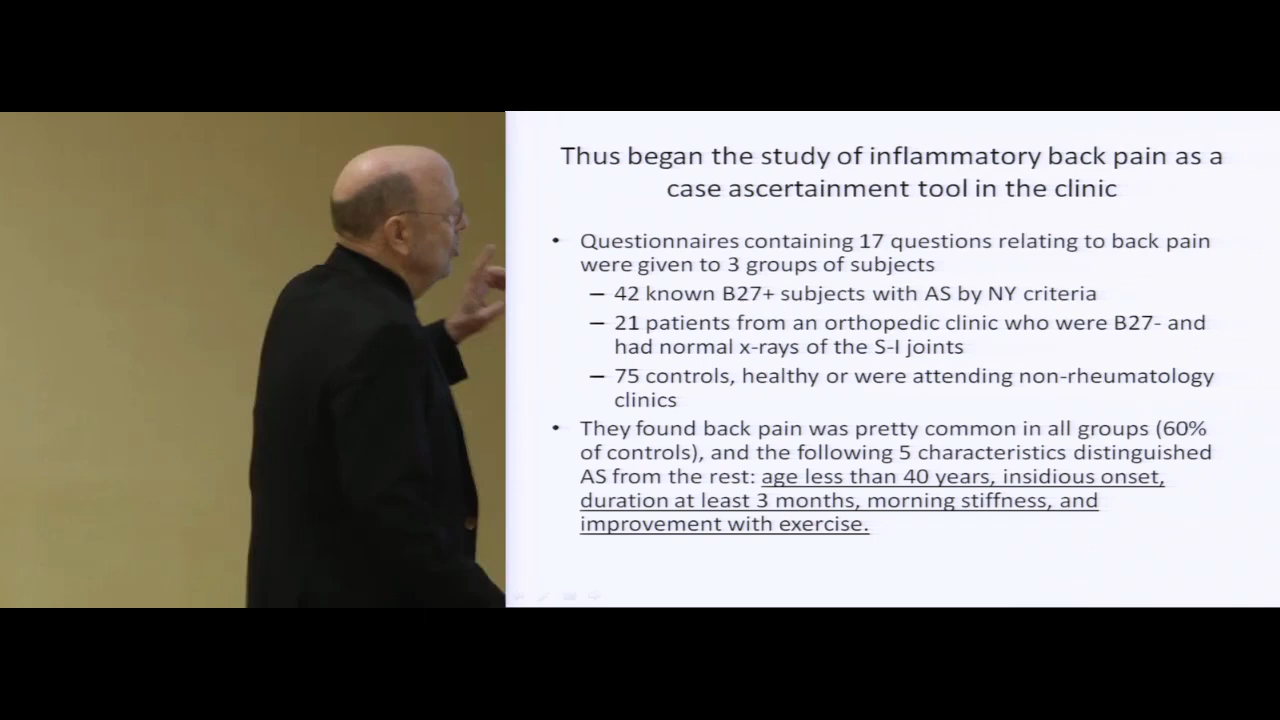 Thus began the study of inflammatory back pain as a
case ascertainment tool in the clinic
• Questionnaires containing 17 questions relating to back pain
were given to 3 groups of subjects
– 42 known B27+ subjects with AS by NY criteria
– 21 patients from an orthopedic clinic who were B27- and
had normal x-rays of the S-I joints
– 75 controls, healthy or were attending non-rheumatology
clinics
• They found back pain was pretty common in all groups (60%
of controls), and the following 5 characteristics distinguished
AS from the rest: age less than 40 years, insidious onset,
duration at least 3 months, morning stiffness, and
improvement with exercise.